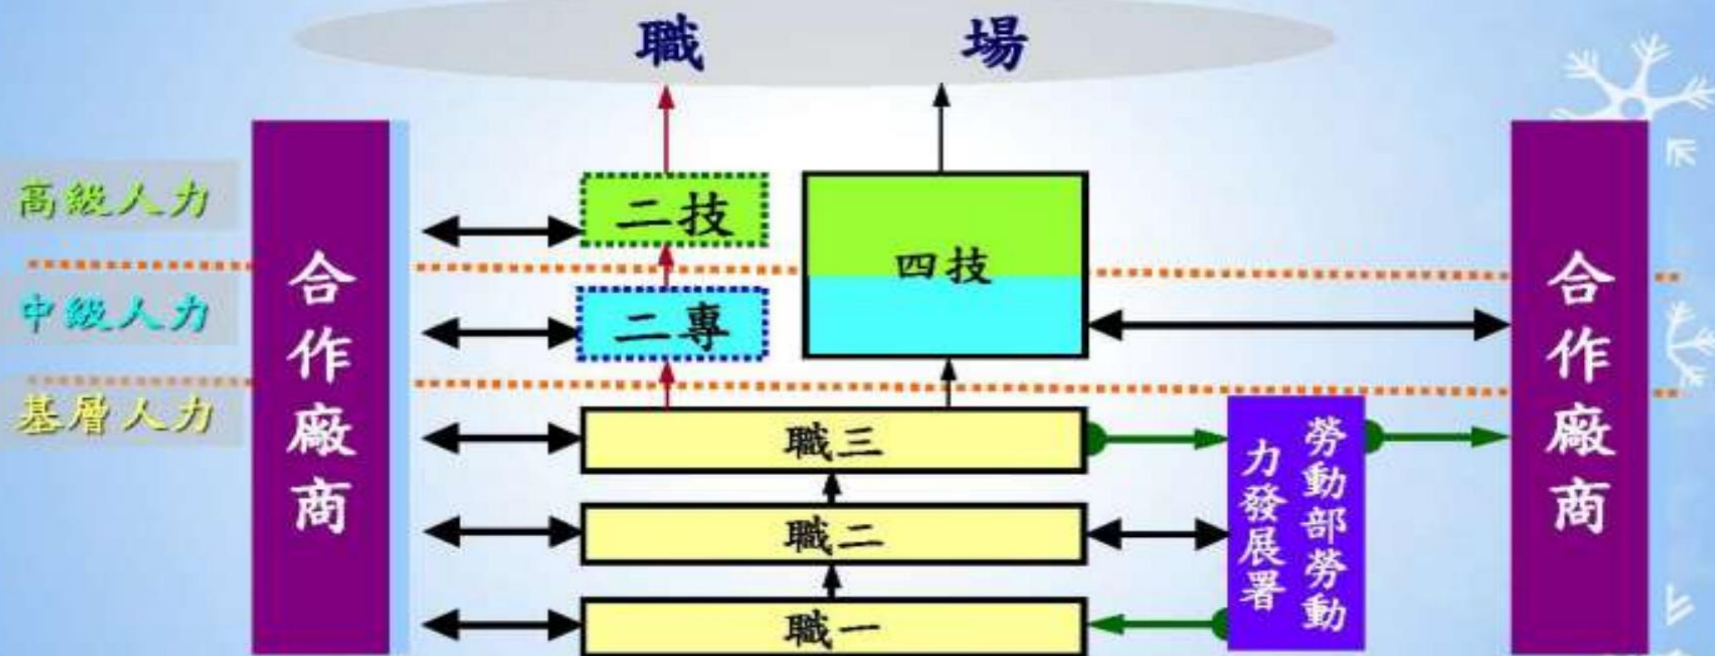 職 場
高級人力
中級人力
基層人力
合作廠商
二技
二專
四技
職三
職二
職一
勞動部勞動
力發展署
合作廠商